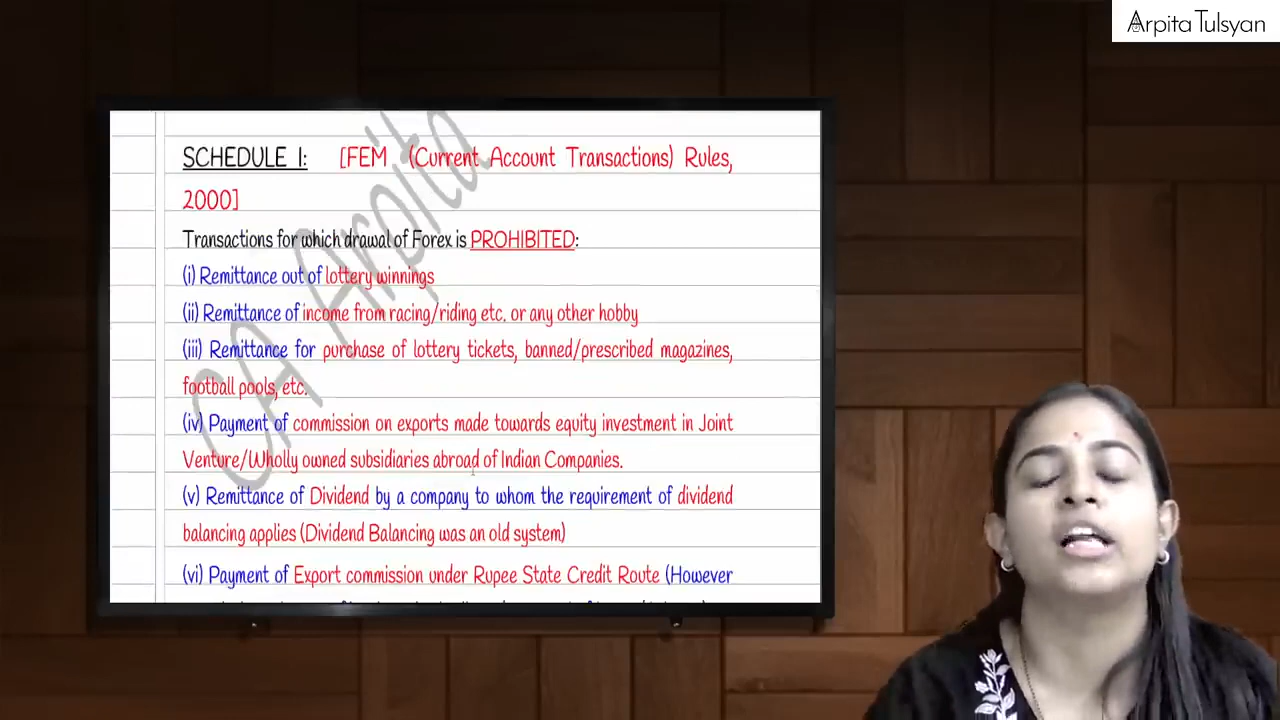 Arpita Tulsyan
SCHEDULE I: [FEM (Current Account Transactions) Rules,
2000]
Transactions for which drawal of Forex is PROHIBITED:
(i) Remittance out of lottery winnings
(ii) Remittance of income from racing/riding etc. or any other hobby
(iii) Remittance for purchase of lottery tickets, banned/prescribed magazines,
football pools, etc.
(iv) Payment of commission on exports made towards equity investment in Joint
Venture/Wholly owned subsidiaries abroad of Indian Companies.
(v) Remittance of Dividend by a company to whom the requirement of dividend
balancing applies (Dividend Balancing was an old system)
(vi) Payment of Export commission under Rupee State Credit Route (However
CA Arpita